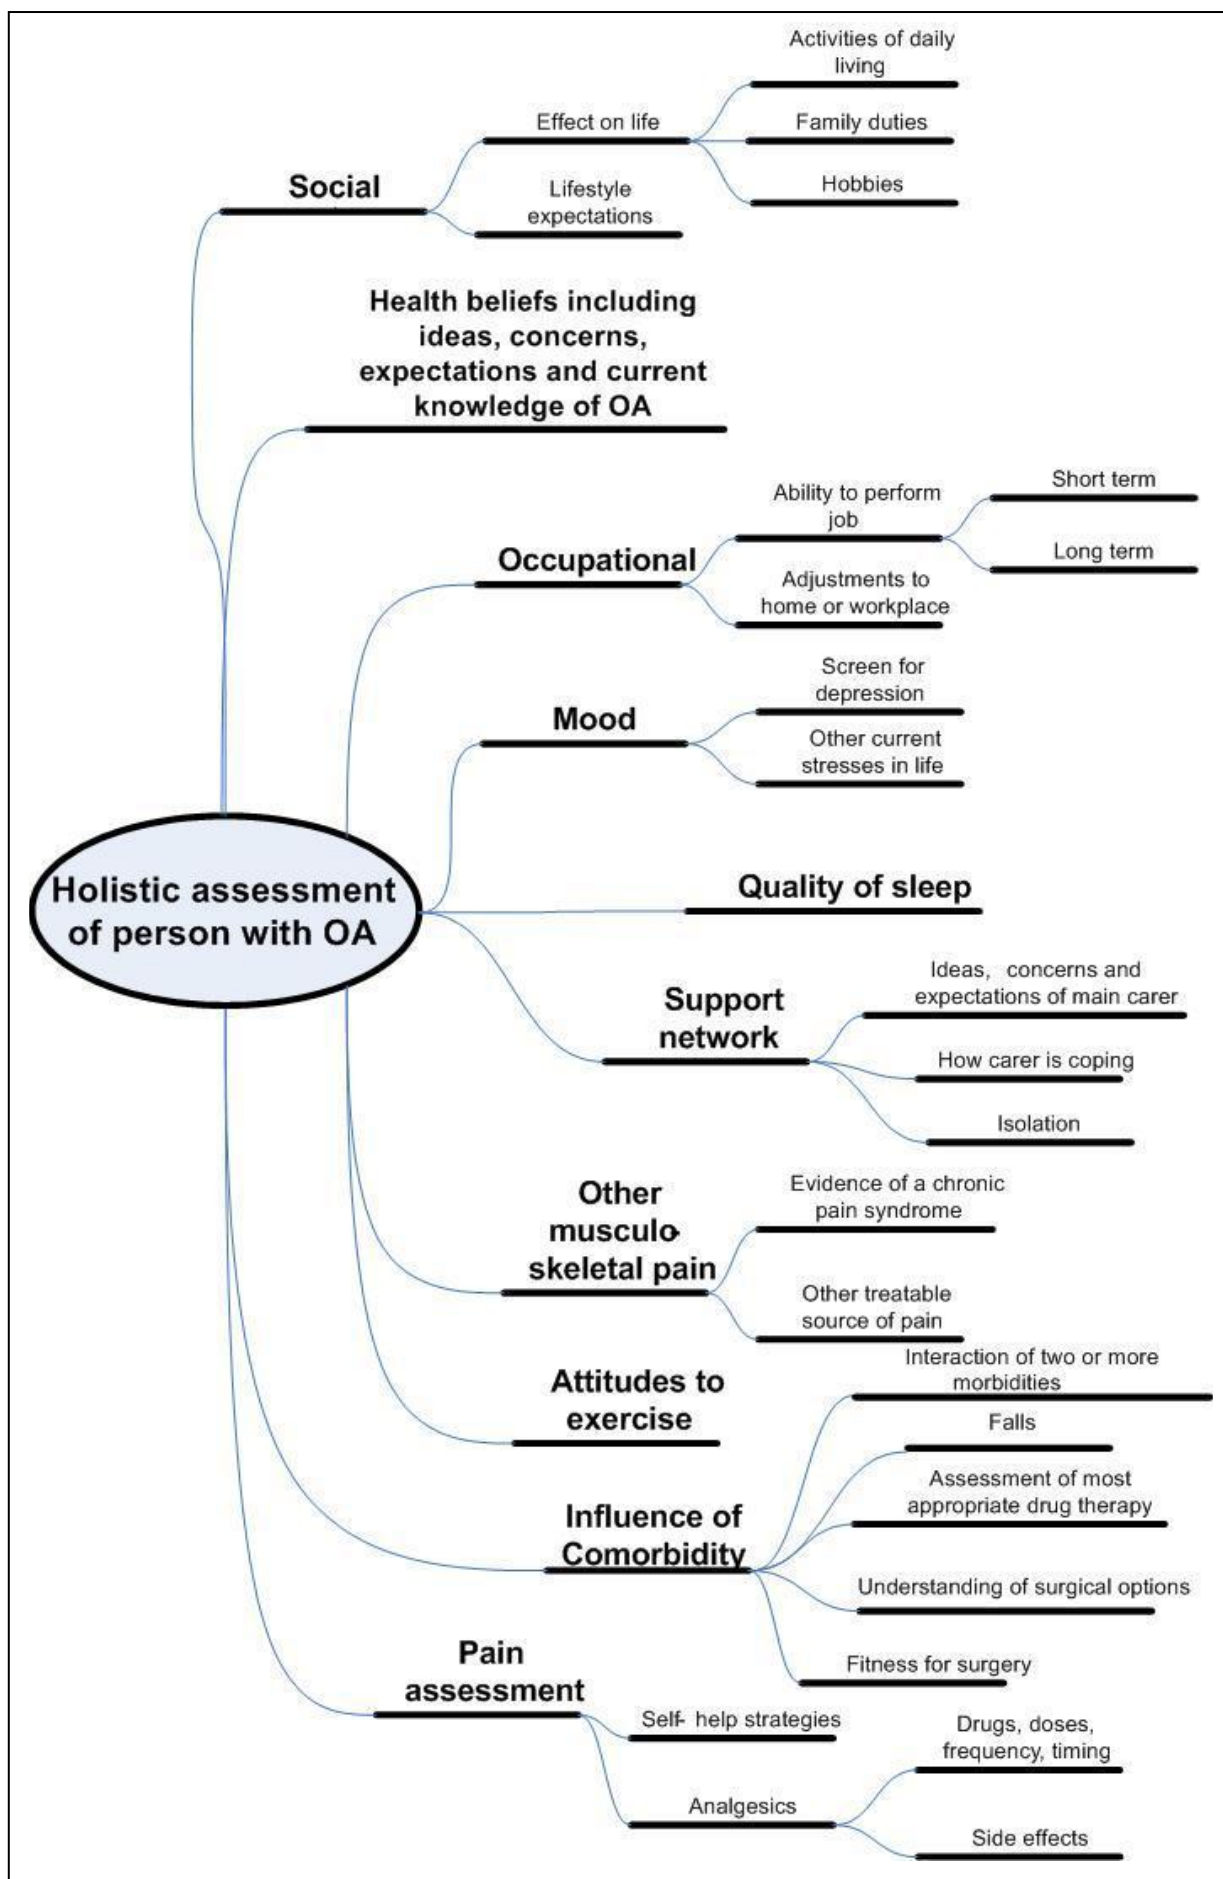 Activities of daily
living
Effect on life
Family duties
Social
Lifestyle
expectations
Hobbies
Health beliefs including
ideas, concerns,
expectations and current
knowledge of OA
Short term
Ability to perform
job
Occupational
Long term
Adjustments to
home or workplace
Screen for
depression
Mood
Other current
stresses in life
Holistic assessment
of person with OA
Quality of sleep
Ideas, concerns and
expectations of main carer
Support
network
How carer is coping
Isolation
Evidence of a chronic
pain syndrome
Other
musculo-
skeletal pain
Other treatable
source of pain
Attitudes to
exercise
Interaction of two or more
morbidities
Falls
Assessment of most
appropriate drug therapy
Influence of
Comorbidity
Understanding of surgical options
Fitness for surgery
Pain
assessment
Self- help strategies
Drugs, doses,
frequency, timing
Analgesics
Side effects